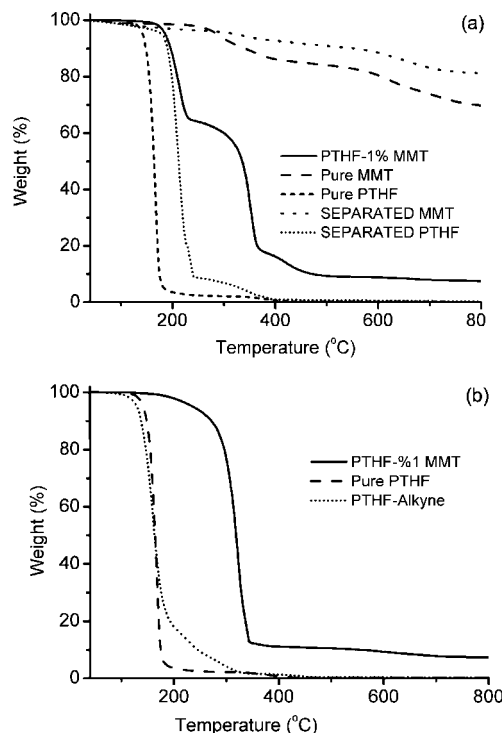 (a)
100
80
60
40
20
0
Weight (%)
PTHF-1% MMT
Pure MMT
Pure PTHF
SEPARATED MMT
SEPARATED PTHF
200 400 600 80
Temperature (°C)
(b)
100
80
60
40
20
0
Weight (%)
PTHF-%1 MMT
Pure PTHF
PTHF-Alkyne
200 400 600 800
Temperature (°C)